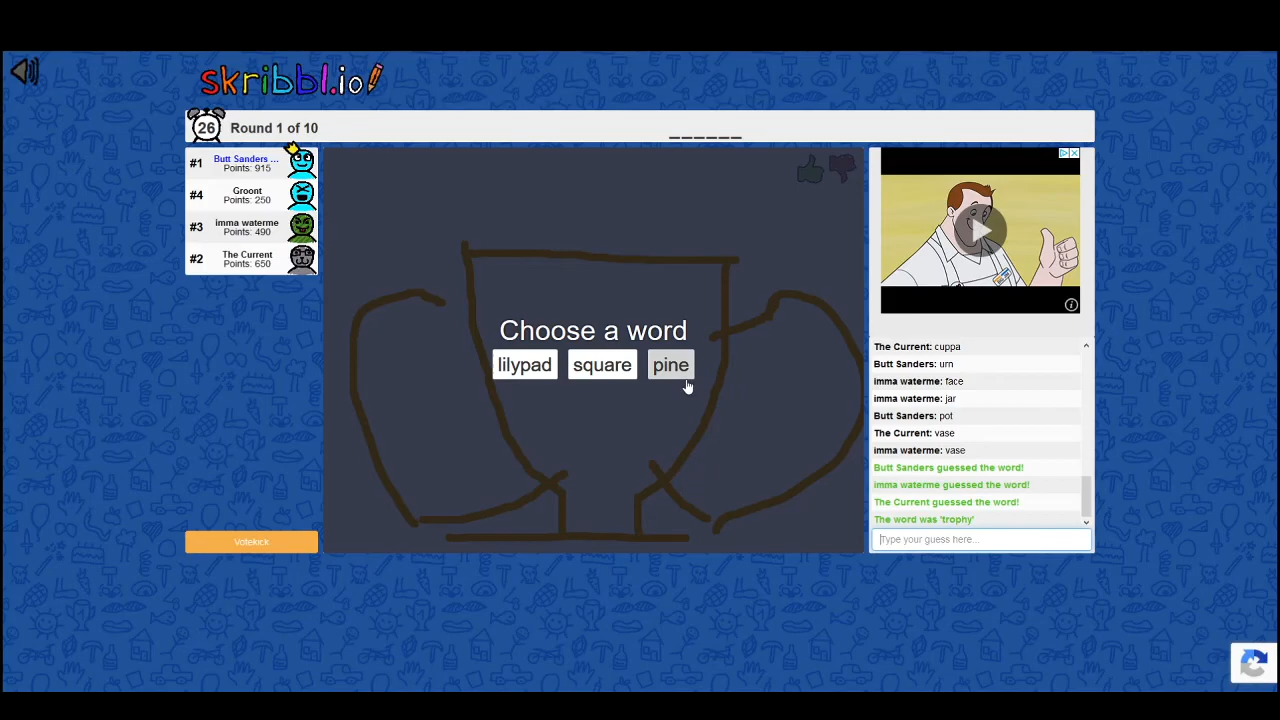 skribbl.io
26
Round 1 of 10
______
#1
Butt Sanders ...
Points: 915
#4
Groont
Points: 250
#3
imma waterme
Points: 490
#2
The Current
Points: 650
Votekick
Choose a word
lilypad
square
pine
The Current: cuppa
Butt Sanders: urn
imma waterme: face
imma waterme: jar
Butt Sanders: pot
The Current: vase
imma waterme: vase
Butt Sanders guessed the word!
imma waterme guessed the word!
The Current guessed the word!
The word was 'trophy'
Type your guess here...